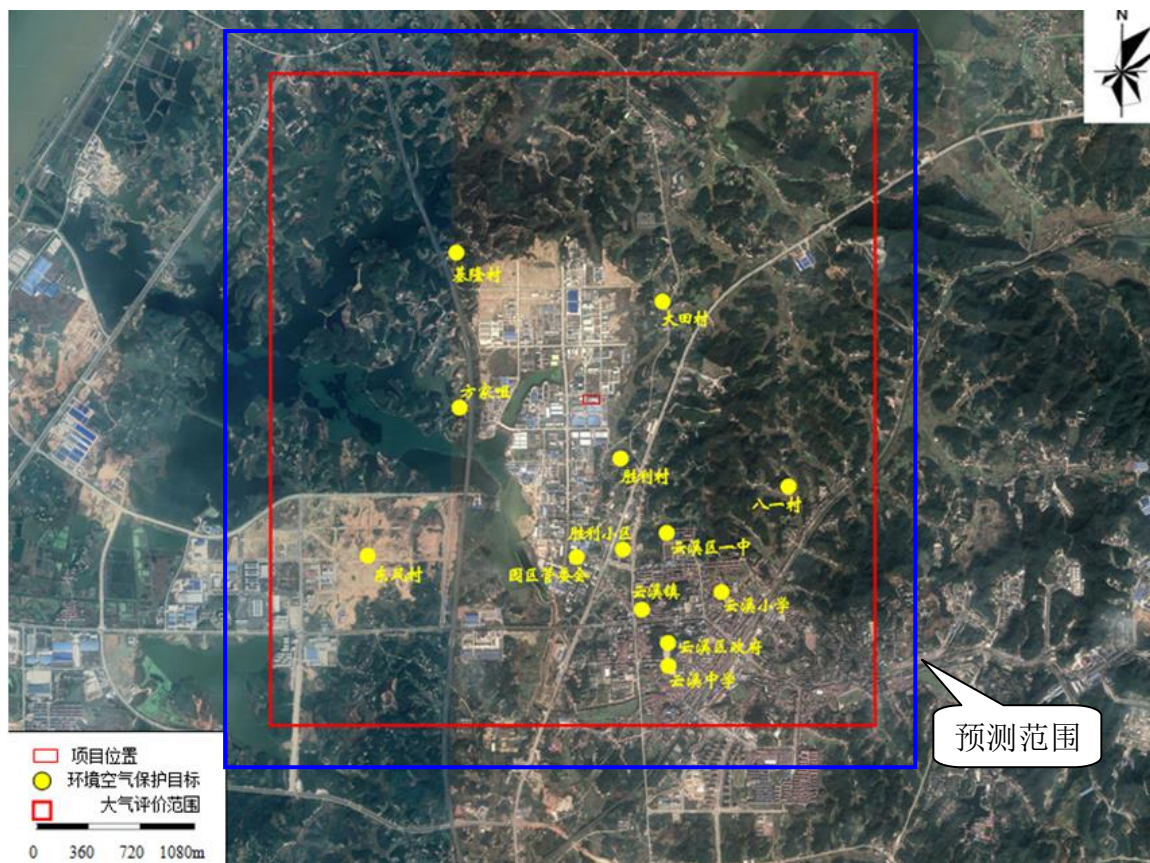 N
基隆村
大田村
方家咀
胜利村
八一村
胜利小区
云溪区一中
东风村
园区管委会
云溪镇
云溪小学
云溪区政府
云溪中学
预测范围
项目位置
环境空气保护目标
大气评价范围
0 360 720 1080m